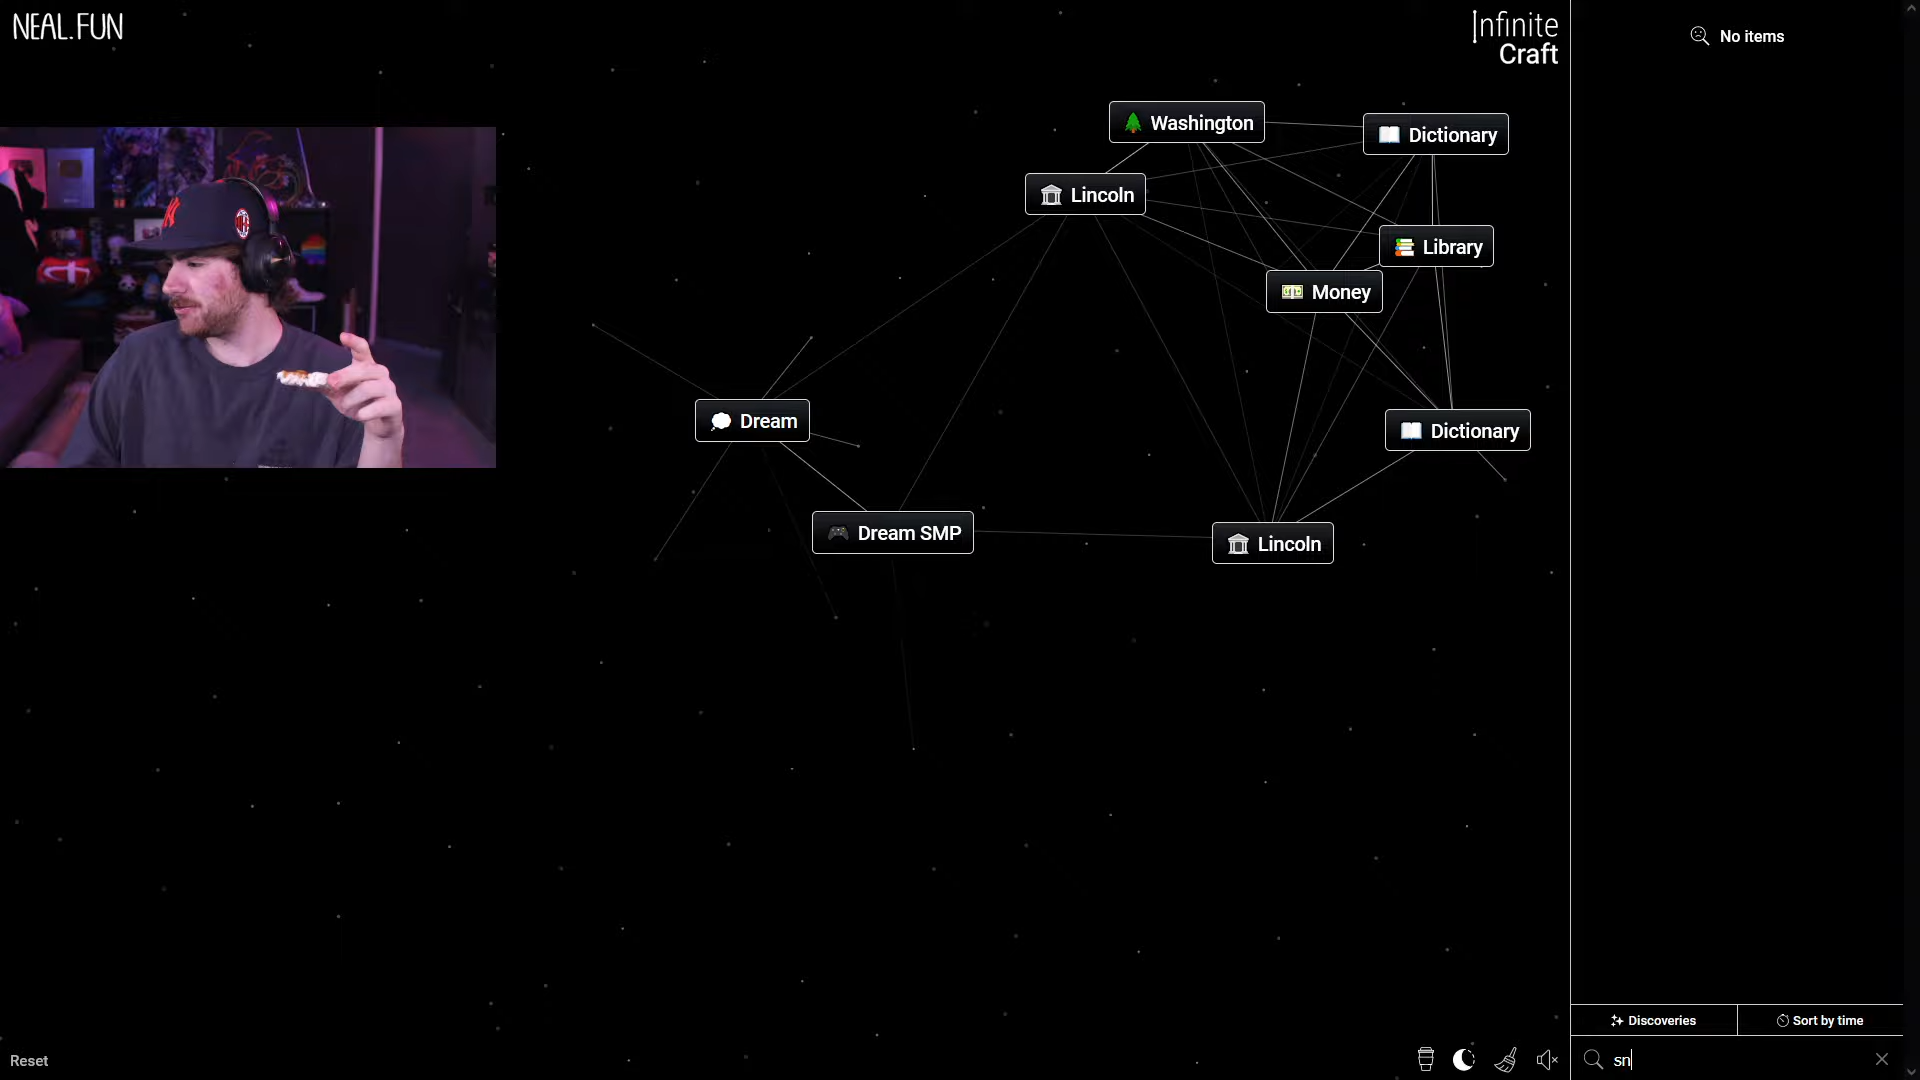 NEAL.FUN
Infinite
Craft
No items
Washington
Dictionary
Lincoln
Library
Money
Dream
Dictionary
Dream SMP
Lincoln
Discoveries
Sort by time
Reset
sn